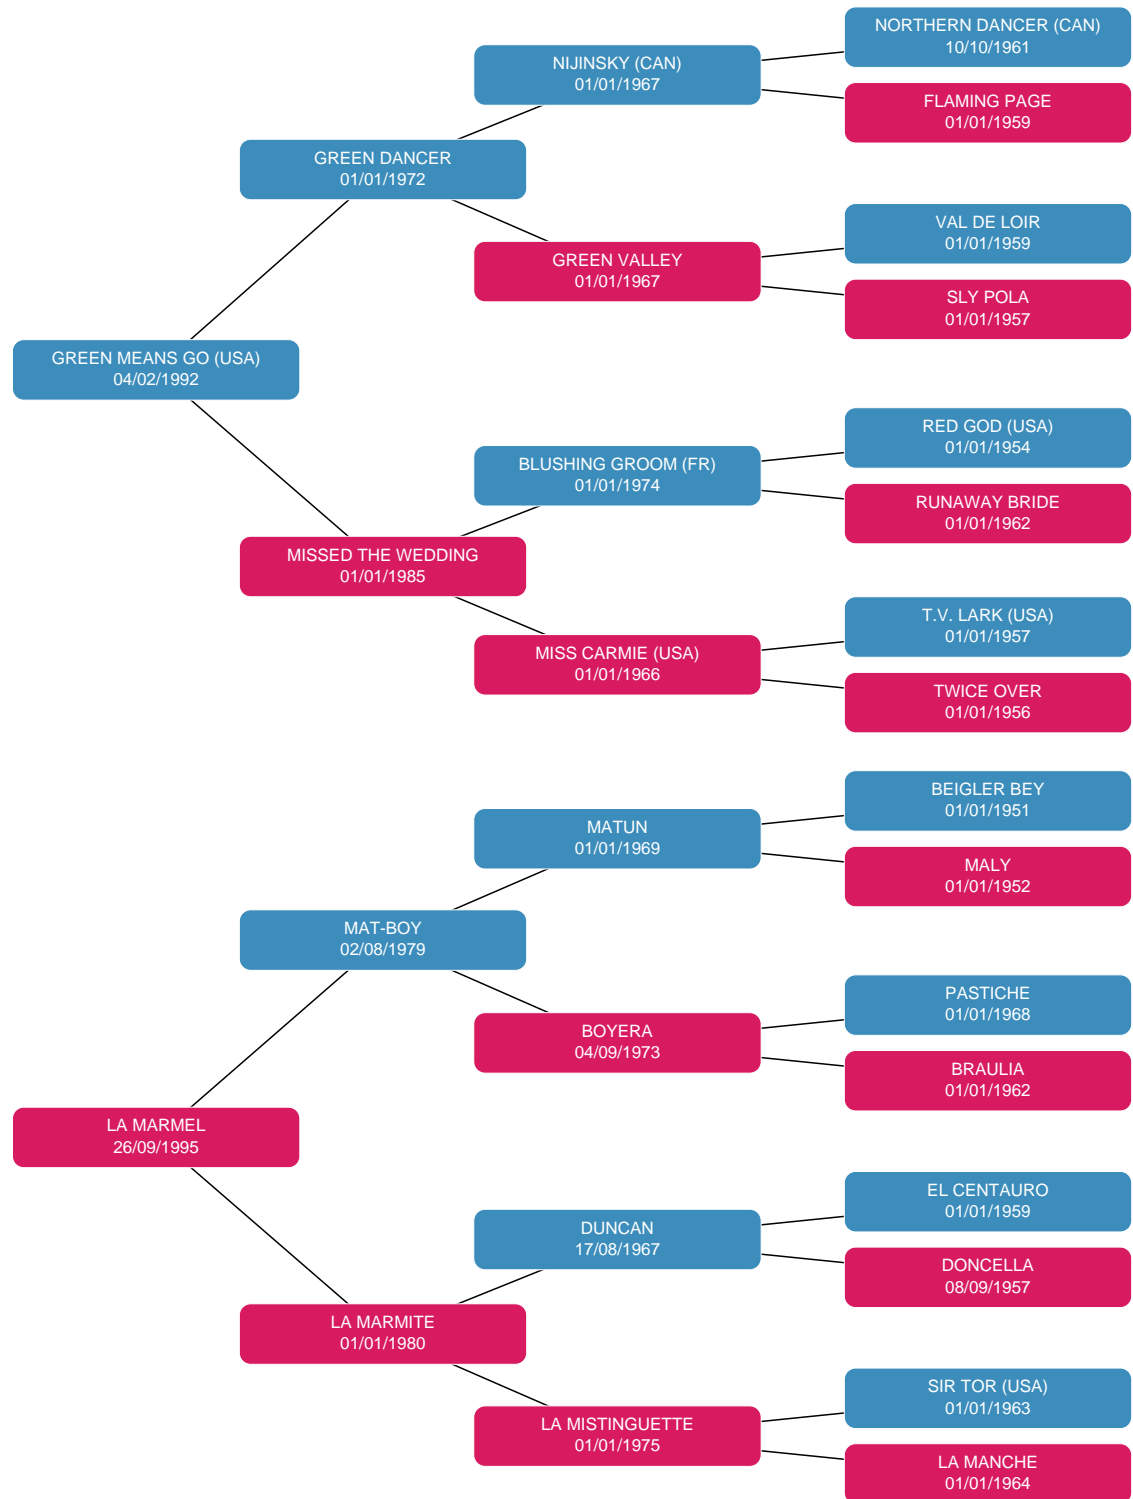 NORTHERN DANCER (CAN)
10/10/1961
NIJINSKY (CAN)
01/01/1967
FLAMING PAGE
01/01/1959
GREEN DANCER
01/01/1972
VAL DE LOIR
01/01/1959
GREEN VALLEY
01/01/1967
SLY POLA
01/01/1957
GREEN MEANS GO (USA)
04/02/1992
RED GOD (USA)
01/01/1954
BLUSHING GROOM (FR)
01/01/1974
RUNAWAY BRIDE
01/01/1962
MISSED THE WEDDING
01/01/1985
T.V. LARK (USA)
01/01/1957
MISS CARMIE (USA)
01/01/1966
TWICE OVER
01/01/1956
BEIGLER BEY
01/01/1951
MATUN
01/01/1969
MALY
01/01/1952
MAT-BOY
02/08/1979
PASTICHE
01/01/1968
BOYERA
04/09/1973
BRAULIA
01/01/1962
LA MARMEL
26/09/1995
EL CENTAURO
01/01/1959
DUNCAN
17/08/1967
DONCELLA
08/09/1957
LA MARMITE
01/01/1980
SIR TOR (USA)
01/01/1963
LA MISTINGUETTE
01/01/1975
LA MANCHE
01/01/1964